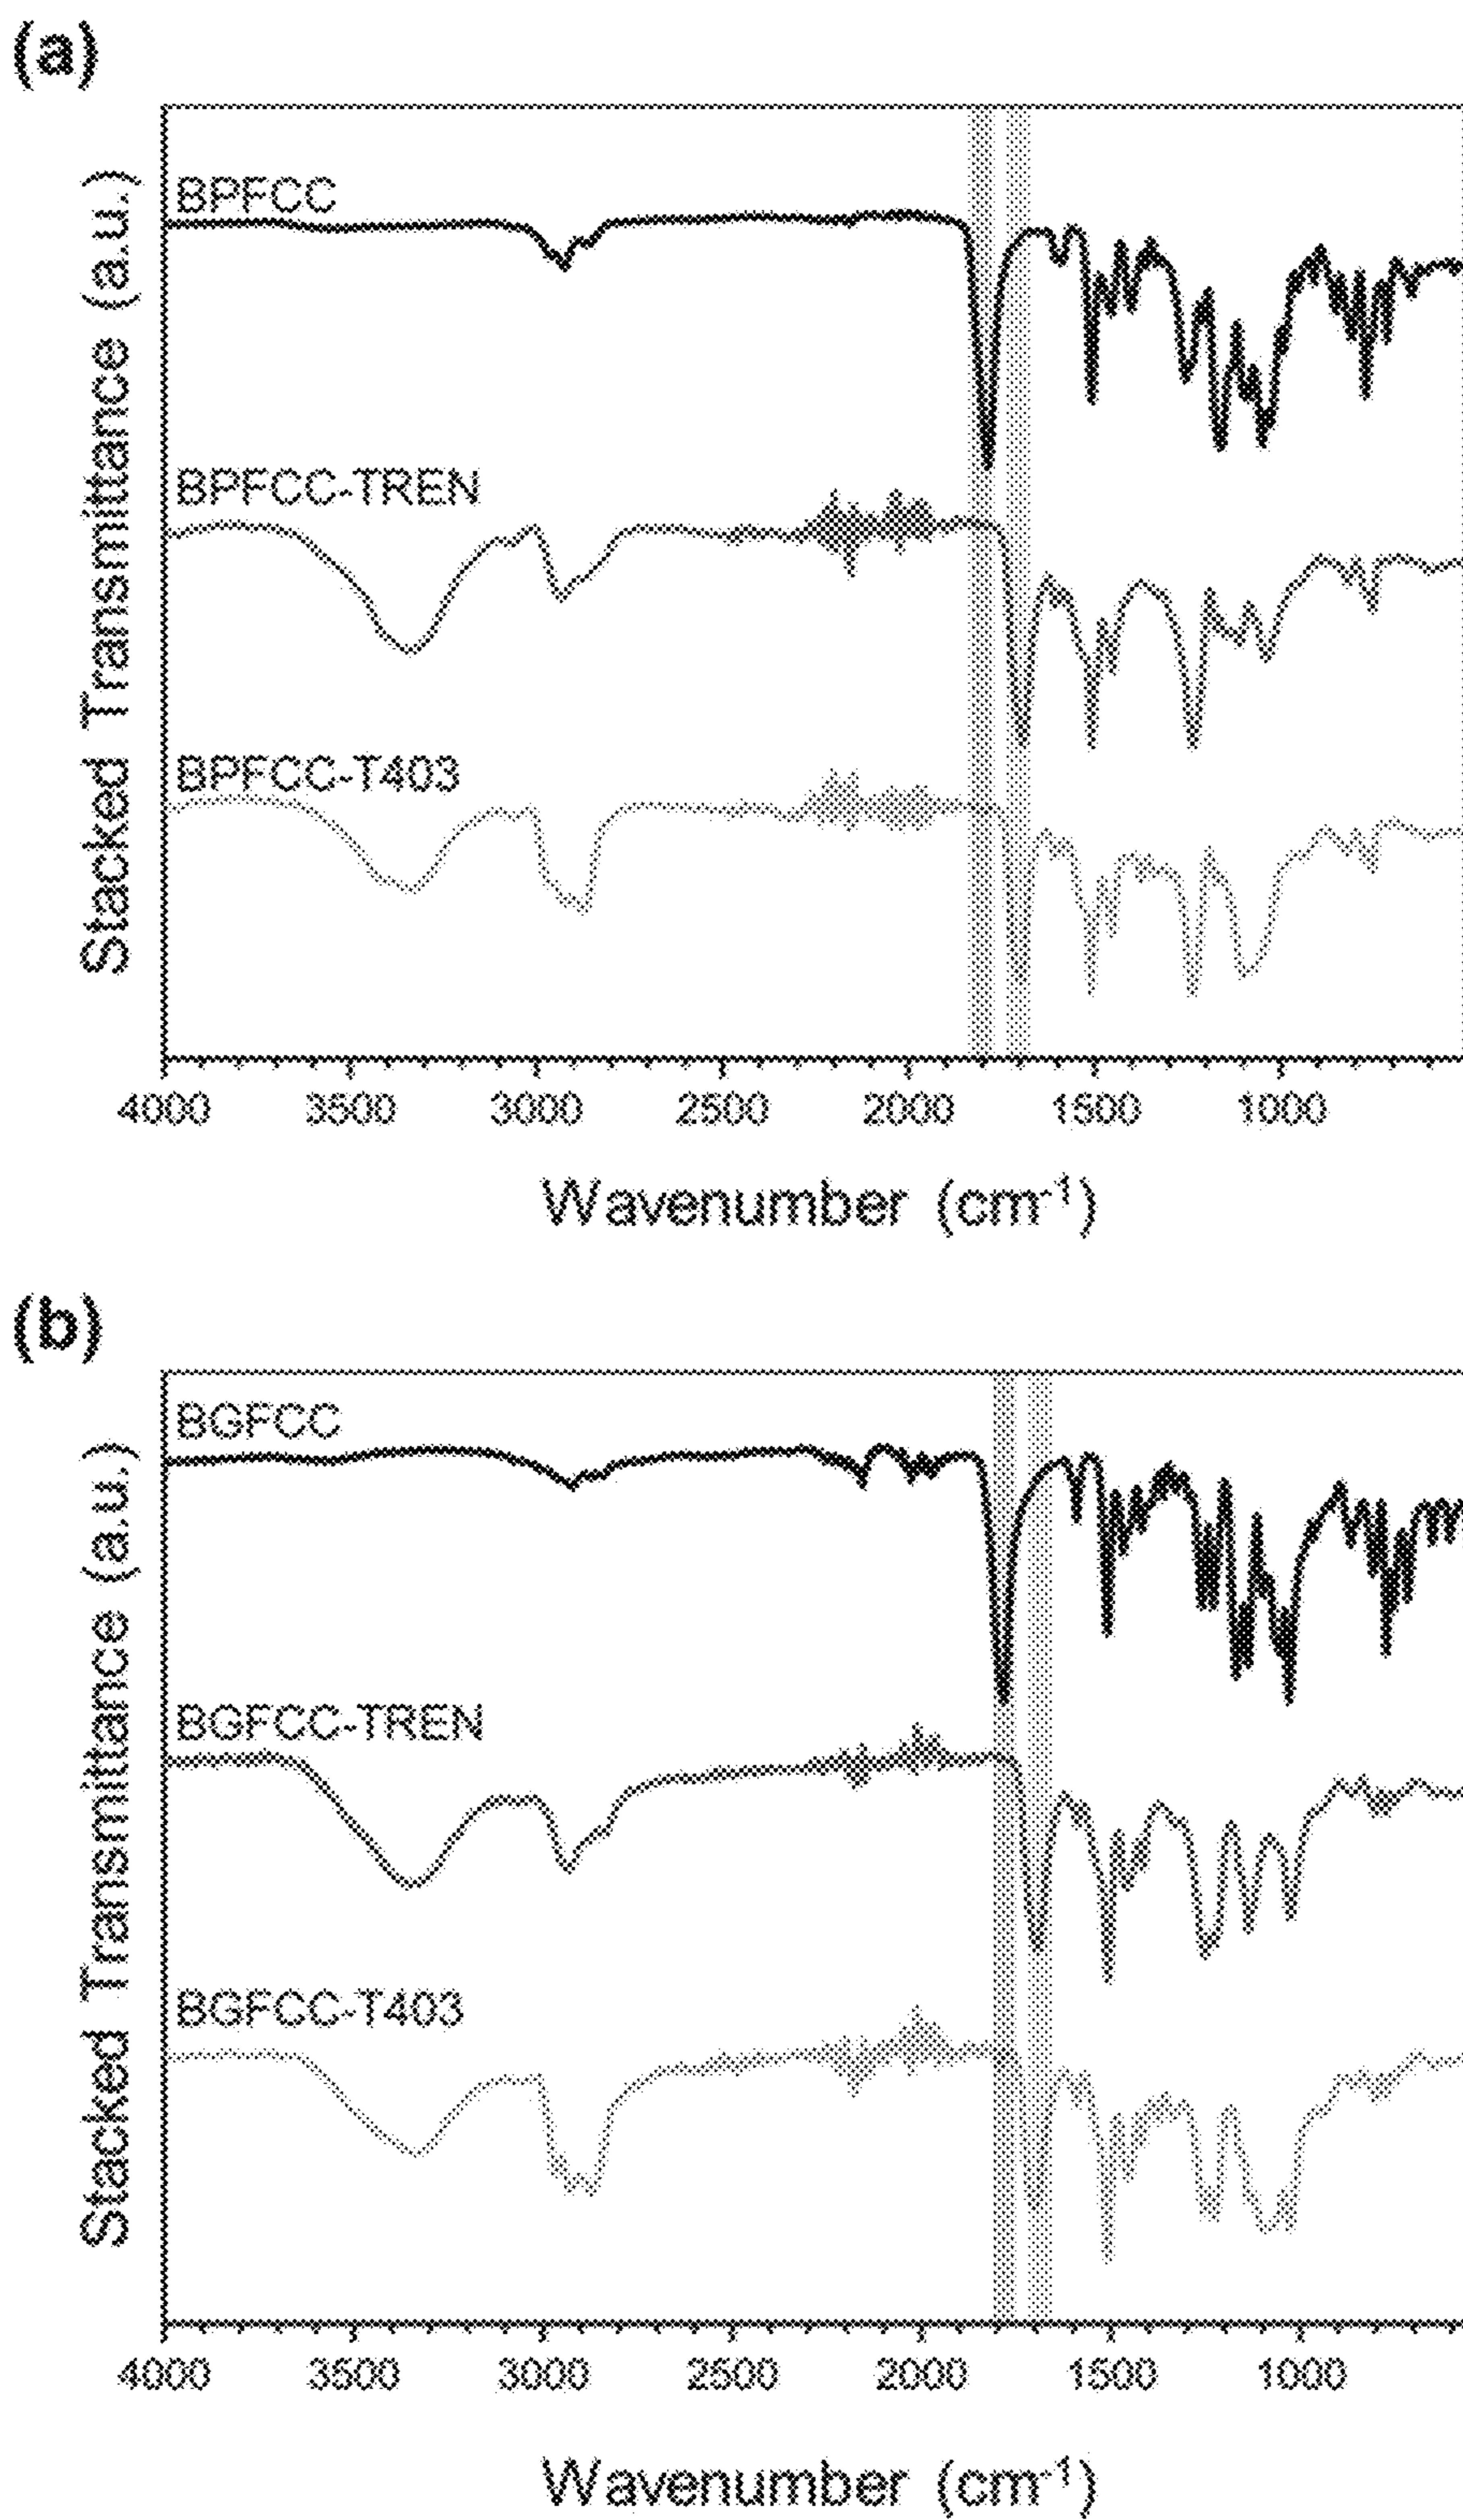 (a)
Stacked Transmittance (a.u.)
BPFCC
BPFCC-TREN
BPFCC-T403
4000 3500 3000 2500 2000 1500 1000
Wavenumber (cm⁻¹)
(b)
Stacked Transmittance (a.u.)
BGFCC
BGFCC-TREN
BGFCC-T403
4000 3500 3000 2500 2000 1500 1000
Wavenumber (cm⁻¹)